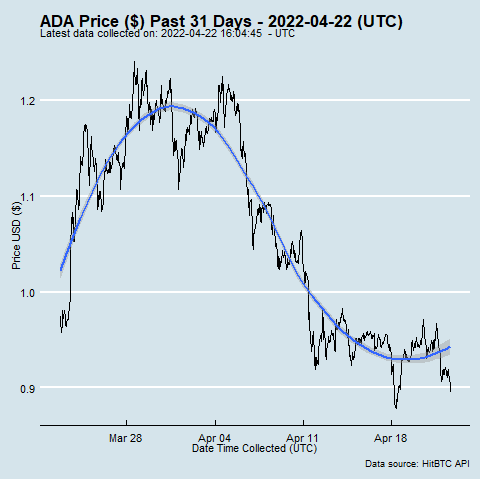 ADA Price ($) Past 31 Days - 2022-04-22 (UTC)
Latest data collected on: 2022-04-22 16:04:45 - UTC
1.2
1.1
1.0
0.9
Price USD ($)
Mar 28
Apr 04
Apr 11
Apr 18
Date Time Collected (UTC)
Data source: HitBTC API